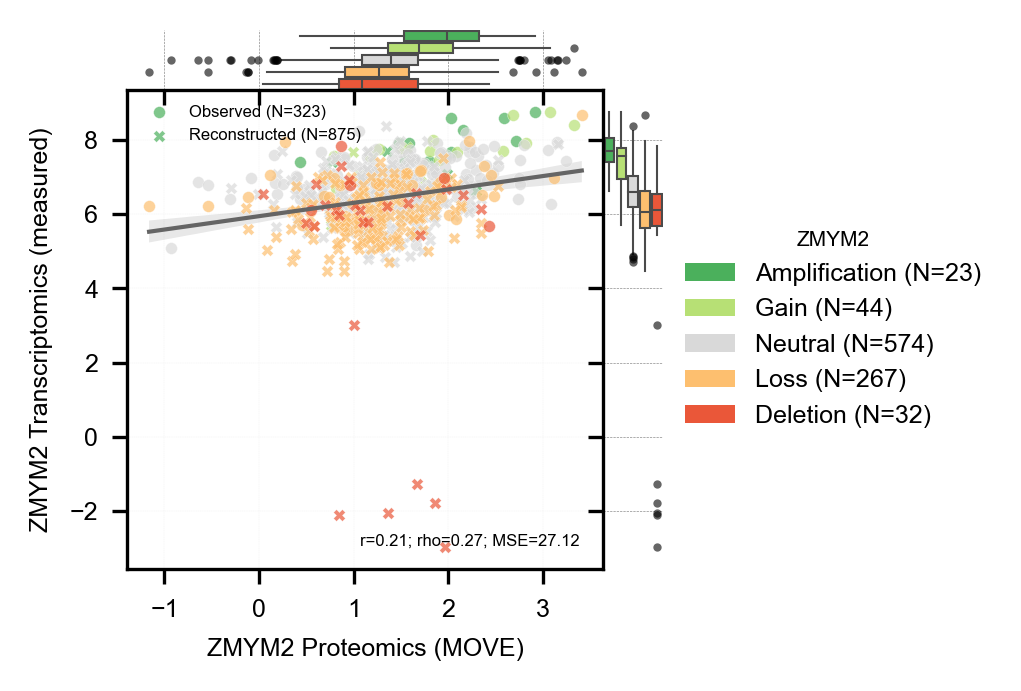 Observed (N=323)
Reconstructed (N=875)
8
6
4
2
0
−2
ZMYM2 Transcriptomics (measured)
r=0.21; rho=0.27; MSE=27.12
−1
0
1
2
3
ZMYM2 Proteomics (MOVE)
ZMYM2
Amplification (N=23)
Gain (N=44)
Neutral (N=574)
Loss (N=267)
Deletion (N=32)